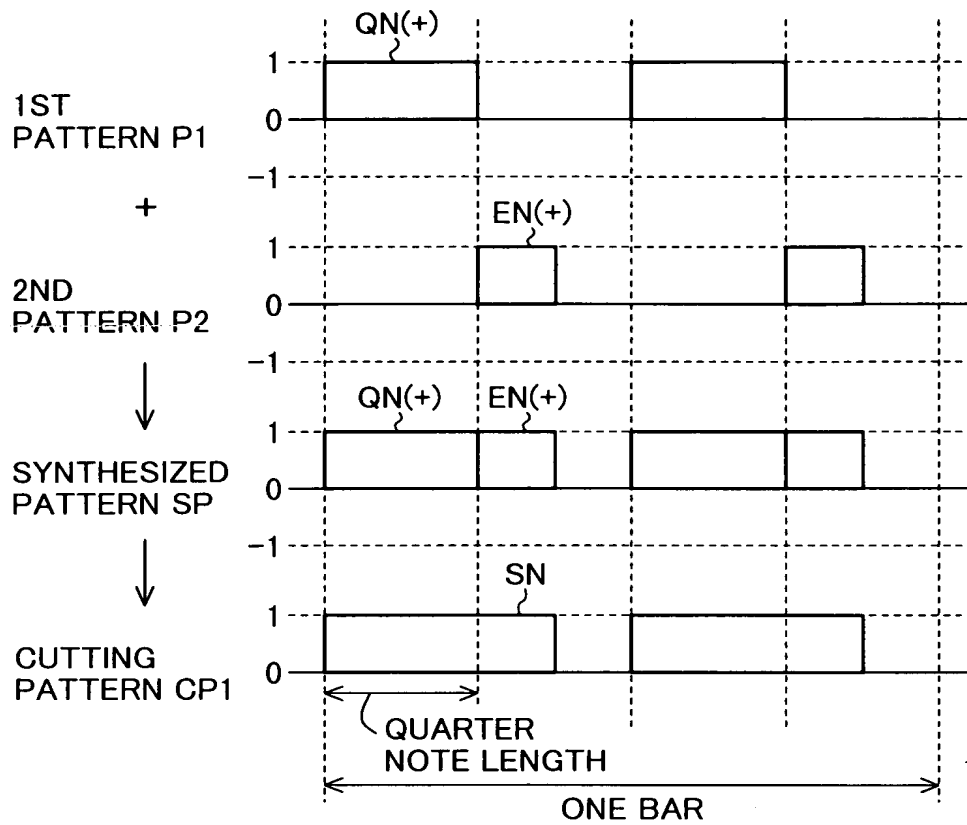 QN(+)
1
1ST
PATTERN P1
0
-1
+
EN(+)
1
2ND
PATTERN P2
0
-1
QN(+) EN(+)
1
SYNTHESIZED
PATTERN SP
0
-1
SN
1
CUTTING
PATTERN CP1
0
QUARTER
NOTE LENGTH
ONE BAR